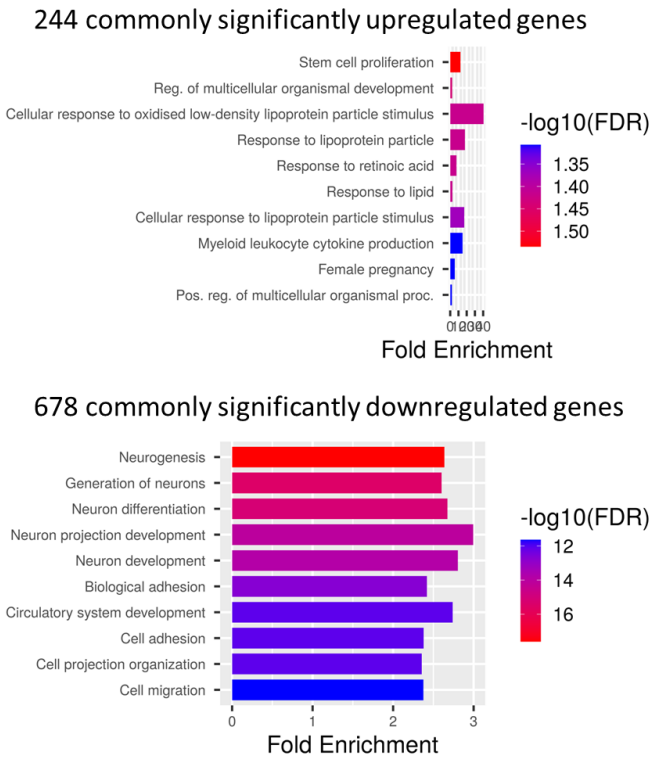 244 commonly significantly upregulated genes
Stem cell proliferation
Reg. of multicellular organismal development
Cellular response to oxidised low-density lipoprotein particle stimulus
Response to lipoprotein particle
Response to retinoic acid
Response to lipid
Cellular response to lipoprotein particle stimulus
Myeloid leukocyte cytokine production
Female pregnancy
Pos. reg. of multicellular organismal proc.
0 10 20 30 40
Fold Enrichment
-log10(FDR)
1.35
1.40
1.45
1.50
678 commonly significantly downregulated genes
Neurogenesis
Generation of neurons
Neuron differentiation
Neuron projection development
Neuron development
Biological adhesion
Circulatory system development
Cell adhesion
Cell projection organization
Cell migration
0 1 2 3
Fold Enrichment
-log10(FDR)
12
14
16